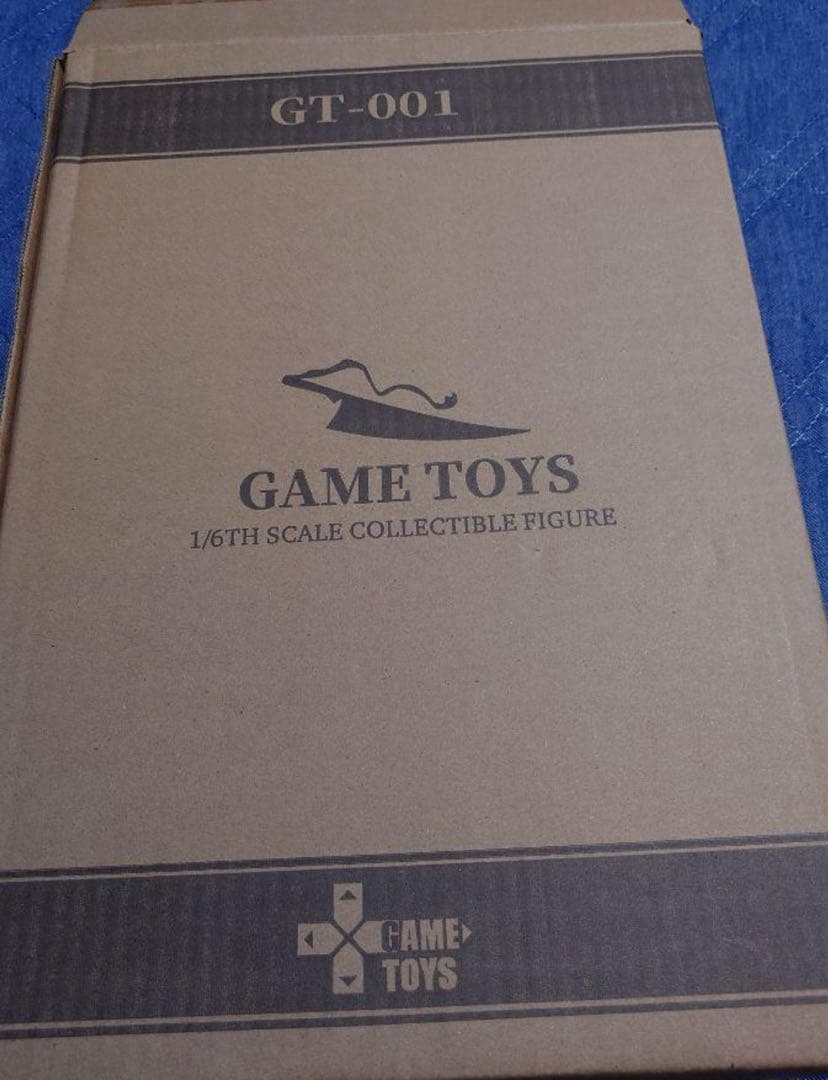 GT-001
GAME TOYS
1/6TH SCALE COLLECTIBLE FIGURE
GAME
TOYS